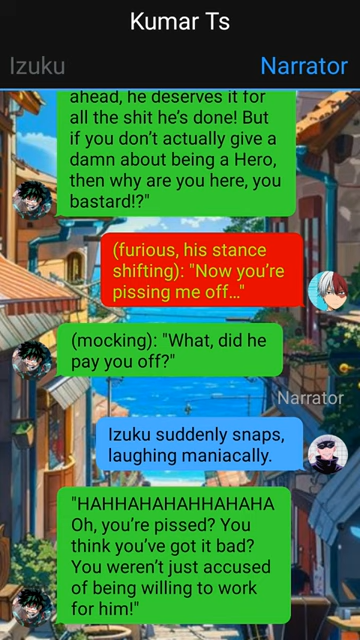 Kumar Ts
Izuku
Narrator
ahead, he deserves it for
all the shit he's done! But
if you don't actually give a
damn about being a Hero,
then why are you here, you
bastard!?"
(furious, his stance
shifting): "Now you're
pissing me off…"
(mocking): "What, did he
pay you off?"
Narrator
Izuku suddenly snaps,
laughing maniacally.
"HAHHAHAHAHHAHAHA
Oh, you're pissed? You
think you've got it bad?
You weren't just accused
of being willing to work
for him!"